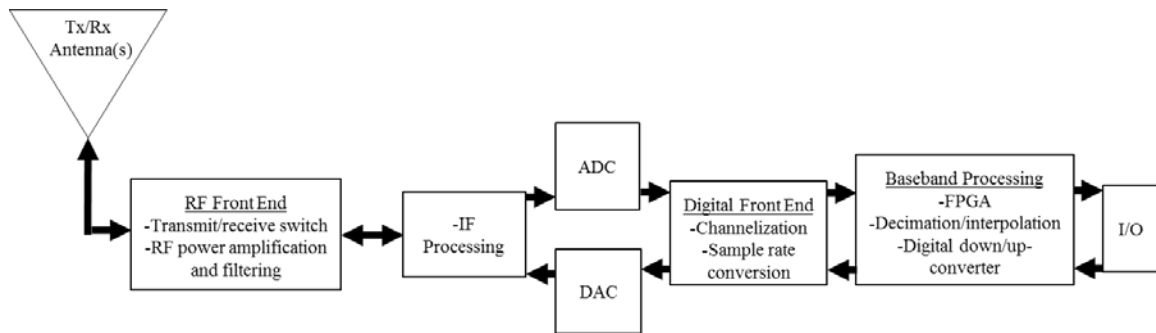 Tx/Rx
Antenna(s)
RF Front End
-Transmit/receive switch
-RF power amplification
and filtering
-IF
Processing
ADC
DAC
Digital Front End
-Channelization
-Sample rate
conversion
Baseband Processing
-FPGA
-Decimation/interpolation
-Digital down/up-
converter
I/O